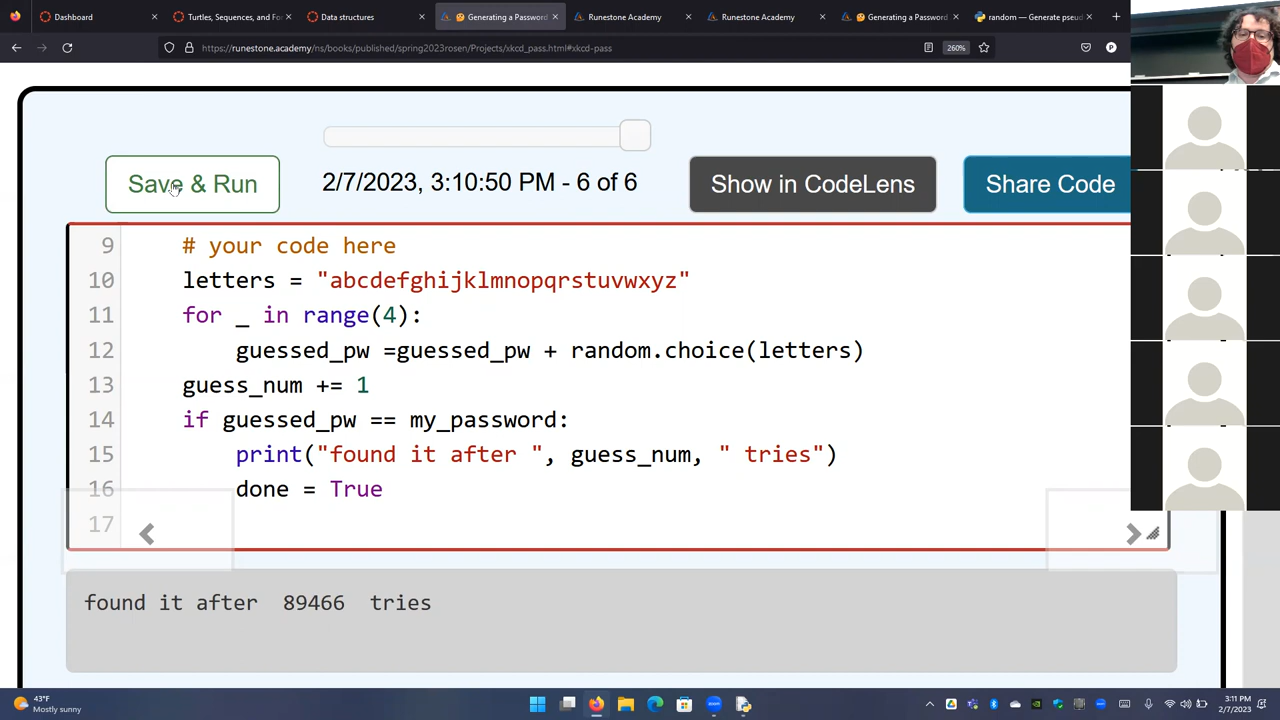 Dashboard
Turtles, Sequences, and Fo
Data structures
Generating a Password
Runestone Academy
Runestone Academy
Generating a Password
random — Generate pseud
https://runestone.academy/ns/books/published/spring2023rosen/Projects/xkcd_pass.html#xkcd-pass
260%
Save & Run
2/7/2023, 3:10:50 PM - 6 of 6
Show in CodeLens
Share Code
9 # your code here
10 letters = "abcdefghijklmnopqrstuvwxyz"
11 for _ in range(4):
12 guessed_pw =guessed_pw + random.choice(letters)
13 guess_num += 1
14 if guessed_pw == my_password:
15 print("found it after ", guess_num, " tries")
16 done = True
17
found it after  89466  tries
43°F
Mostly sunny
3:11 PM
2/7/2023